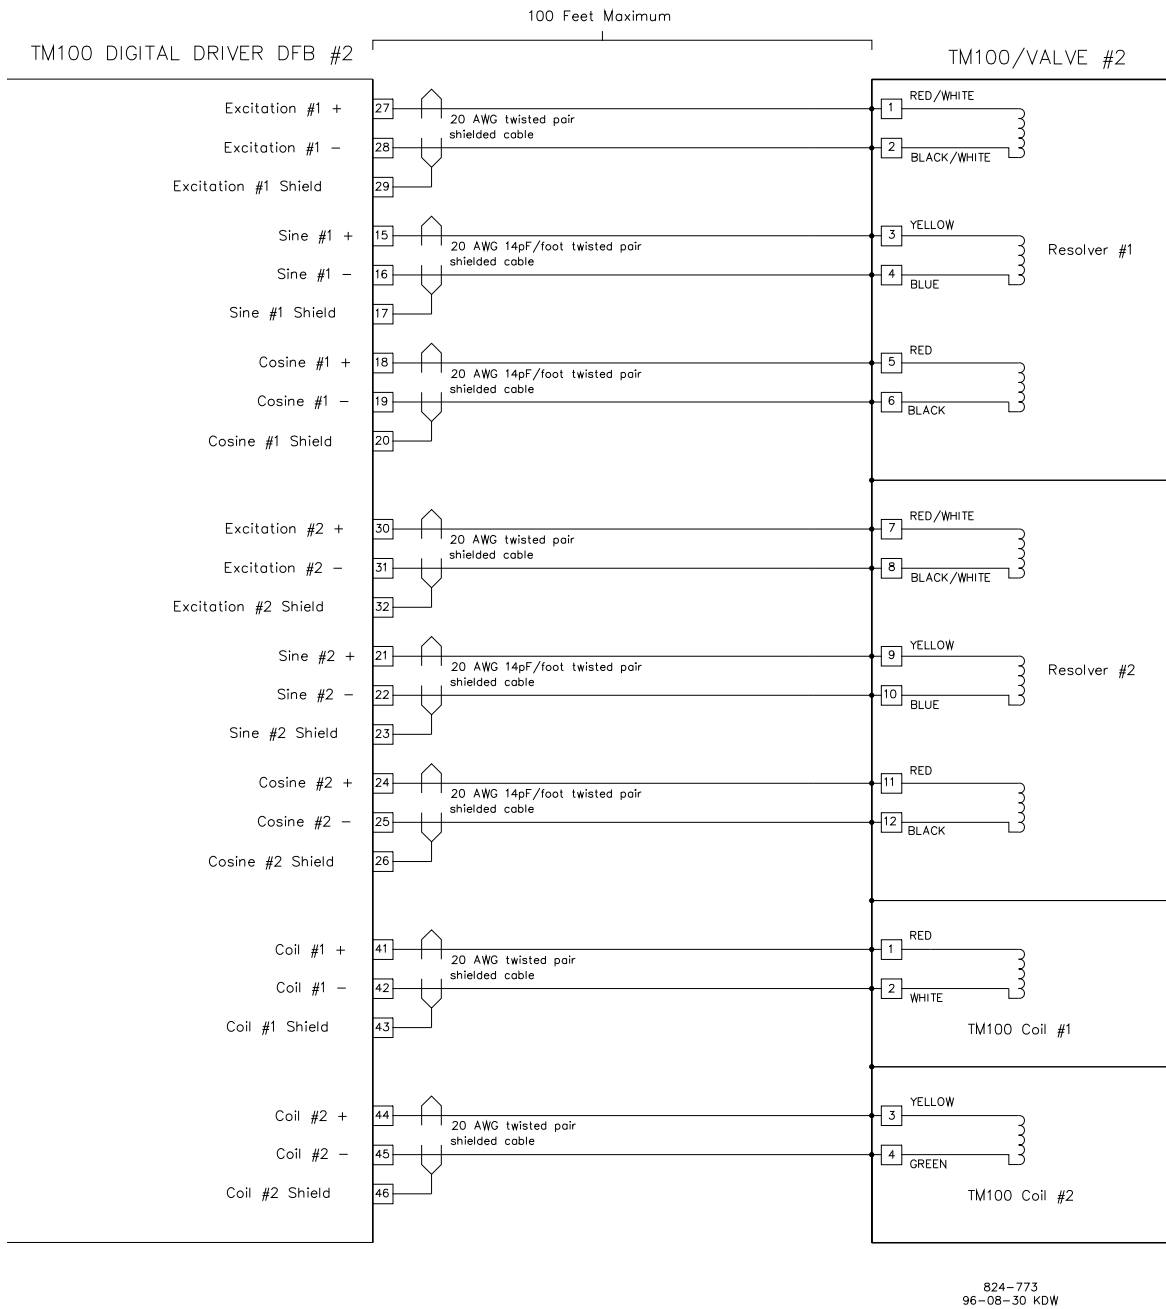 100 Feet Maximum
TM100 DIGITAL DRIVER DFB #2
TM100/VALVE #2
Excitation #1 + 27
20 AWG twisted pair
shielded cable
1 RED/WHITE
Excitation #1 − 28
2 BLACK/WHITE
Excitation #1 Shield 29
Sine #1 + 15
20 AWG 14pF/foot twisted pair
shielded cable
3 YELLOW
Resolver #1
Sine #1 − 16
4 BLUE
Sine #1 Shield 17
Cosine #1 + 18
20 AWG 14pF/foot twisted pair
shielded cable
5 RED
Cosine #1 − 19
6 BLACK
Cosine #1 Shield 20
Excitation #2 + 30
20 AWG twisted pair
shielded cable
7 RED/WHITE
Excitation #2 − 31
8 BLACK/WHITE
Excitation #2 Shield 32
Sine #2 + 21
20 AWG 14pF/foot twisted pair
shielded cable
9 YELLOW
Resolver #2
Sine #2 − 22
10 BLUE
Sine #2 Shield 23
Cosine #2 + 24
20 AWG 14pF/foot twisted pair
shielded cable
11 RED
Cosine #2 − 25
12 BLACK
Cosine #2 Shield 26
Coil #1 + 41
20 AWG twisted pair
shielded cable
1 RED
Coil #1 − 42
2 WHITE
Coil #1 Shield 43
TM100 Coil #1
Coil #2 + 44
20 AWG twisted pair
shielded cable
3 YELLOW
Coil #2 − 45
4 GREEN
Coil #2 Shield 46
TM100 Coil #2
824−773
96−08−30 KDW